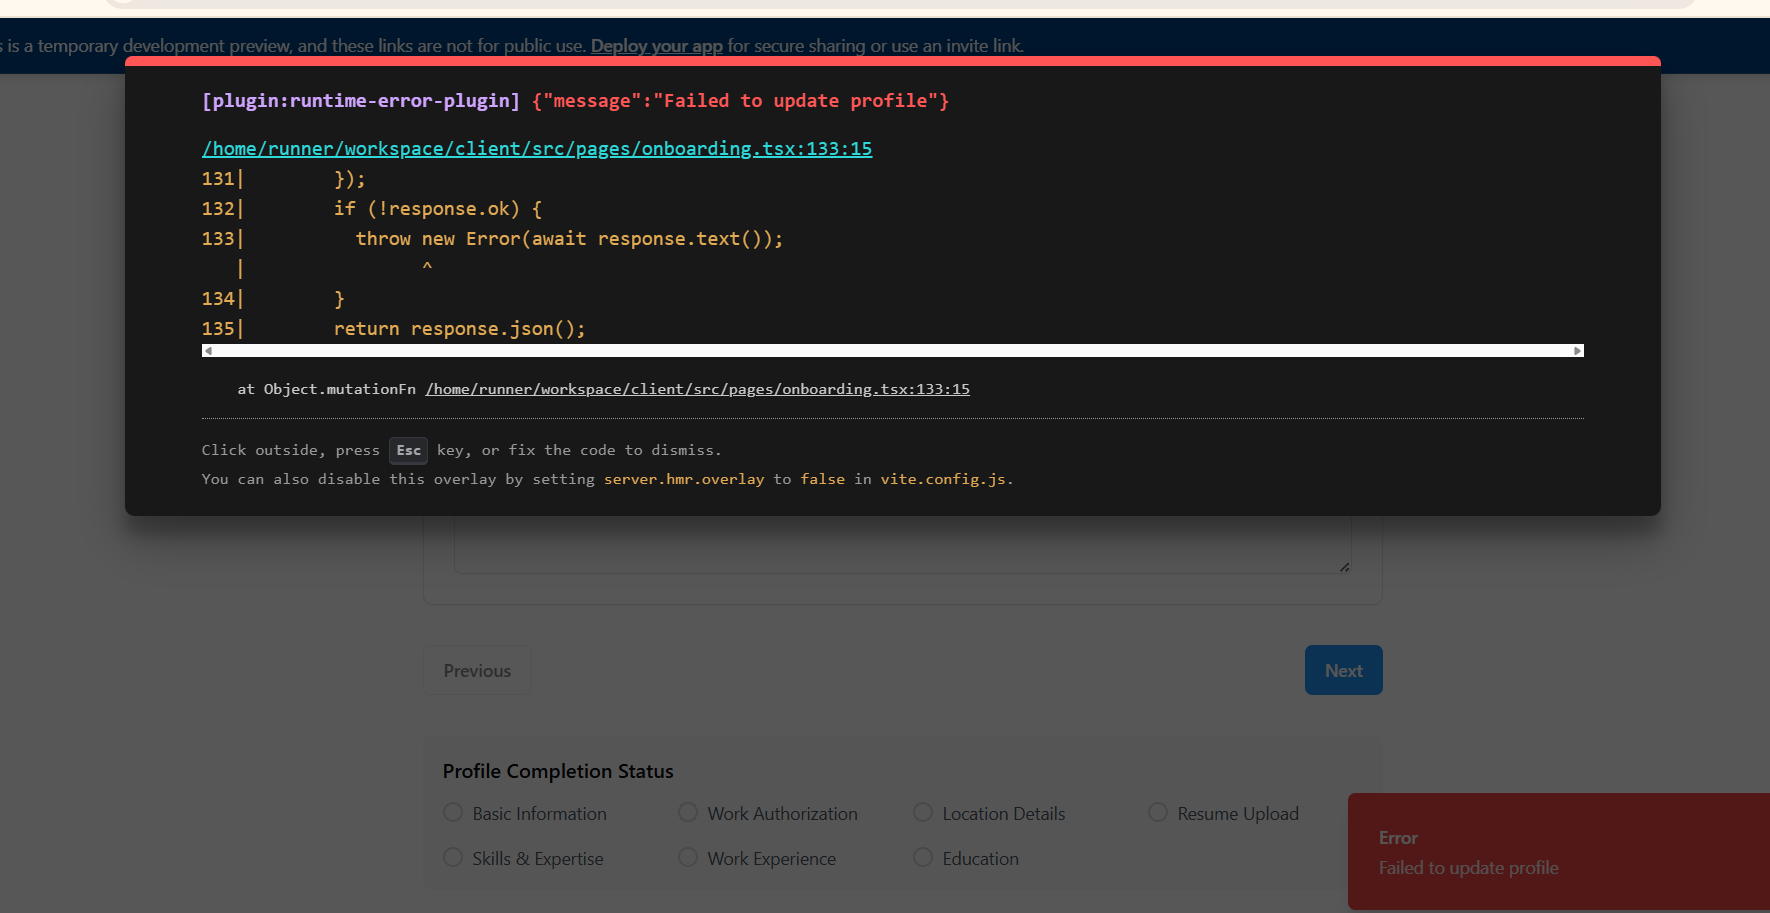 s is a temporary development preview, and these links are not for public use. Deploy your app for secure sharing or use an invite link.
[plugin:runtime-error-plugin] {"message":"Failed to update profile"}
/home/runner/workspace/client/src/pages/onboarding.tsx:133:15
131|        });
132|        if (!response.ok) {
133|          throw new Error(await response.text());
   |                ^
134|        }
135|        return response.json();
at Object.mutationFn /home/runner/workspace/client/src/pages/onboarding.tsx:133:15
Click outside, press Esc key, or fix the code to dismiss.
You can also disable this overlay by setting server.hmr.overlay to false in vite.config.js.
Previous
Next
Profile Completion Status
Basic Information
Work Authorization
Location Details
Resume Upload
Skills & Expertise
Work Experience
Education
Error
Failed to update profile